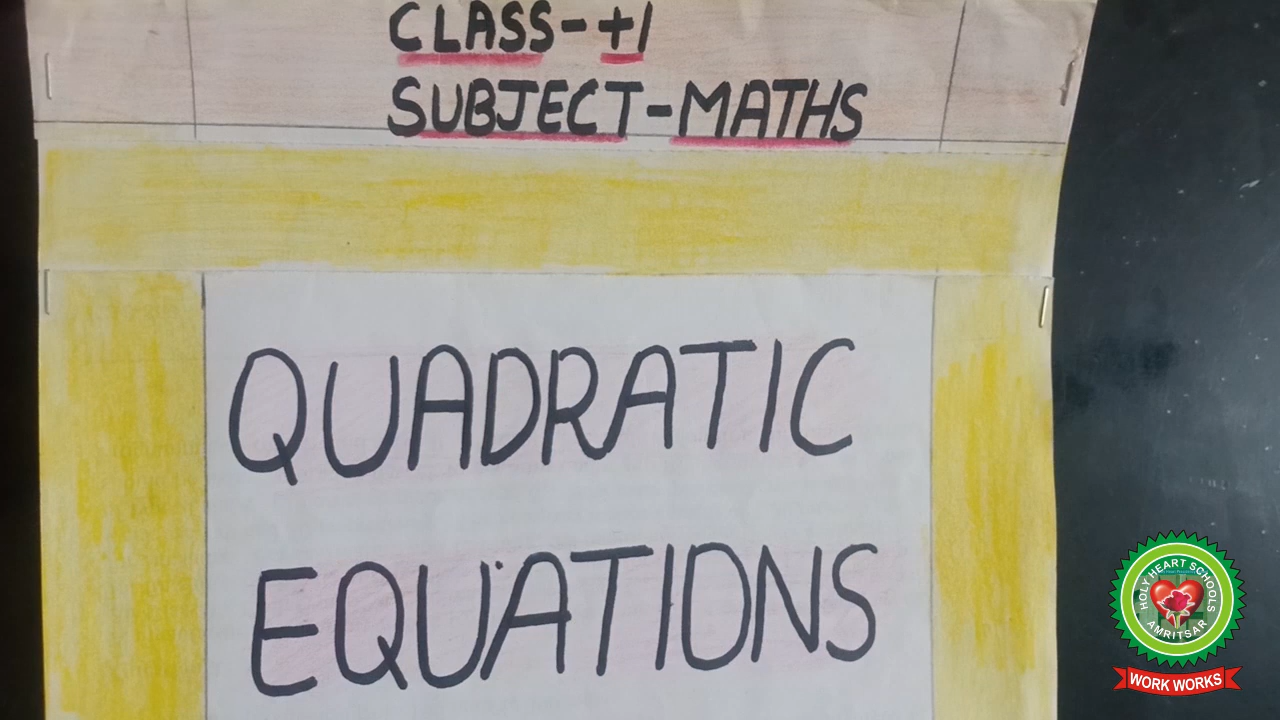 CLASS-+1
SUBJECT-MATHS
QUADRATIC
EQUATIONS
HOLY HEART SCHOOLS
AMRITSAR
WORK WORKS